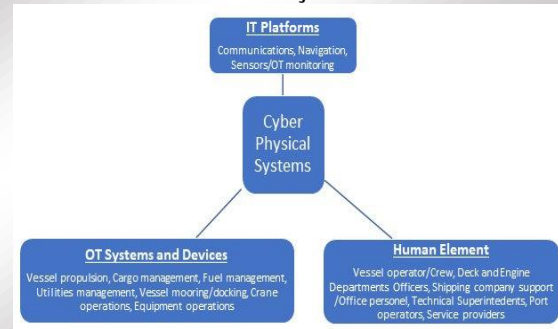 IT Platforms
Communications, Navigation,
Sensors/OT monitoring
Cyber
Physical
Systems
OT Systems and Devices
Vessel propulsion, Cargo management, Fuel management,
Utilities management, Vessel mooring/docking, Crane
operations, Equipment operations
Human Element
Vessel operator/Crew, Deck and Engine
Departments Officers, Shipping company support
/Office personel, Technical Superintedents, Port
operators, Service providers